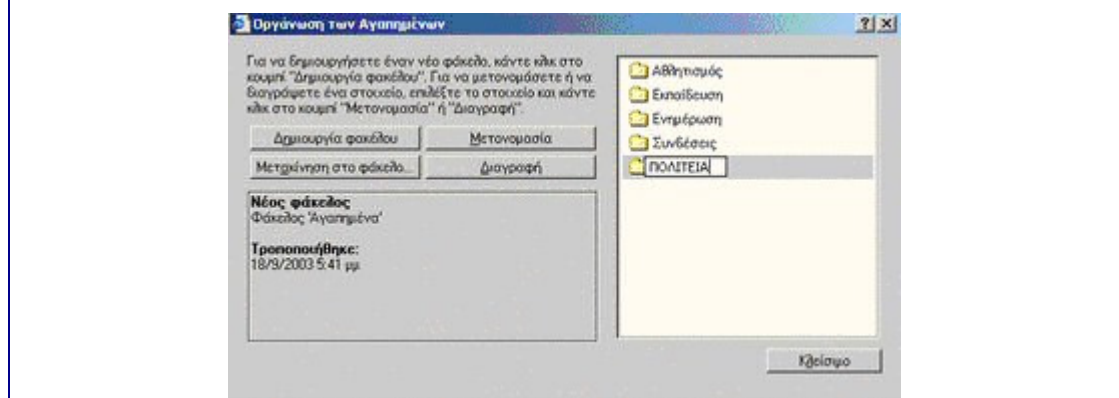 Οργάνωση των Αγαπημένων
Για να δημιουργήσετε έναν νέο φάκελο, κάντε κλικ στο
κουμπί "Δημιουργία φακέλου". Για να μετονομάσετε ή να
διαγράψετε ένα στοιχείο, επιλέξτε το στοιχείο και κάντε
κλικ στο κουμπί "Μετονομασία" ή "Διαγραφή".
Δημιουργία φακέλου
Μετονομασία
Μετακίνηση στο φάκελο...
Διαγραφή
Νέος φάκελος
Φάκελος 'Αγαπημένα'
Τροποποιήθηκε:
18/9/2003 5:41 μμ
Αθλητισμός
Εκπαίδευση
Ενημέρωση
Συνδέσεις
ΠΟΛΙΤΕΙΑ
Κλείσιμο